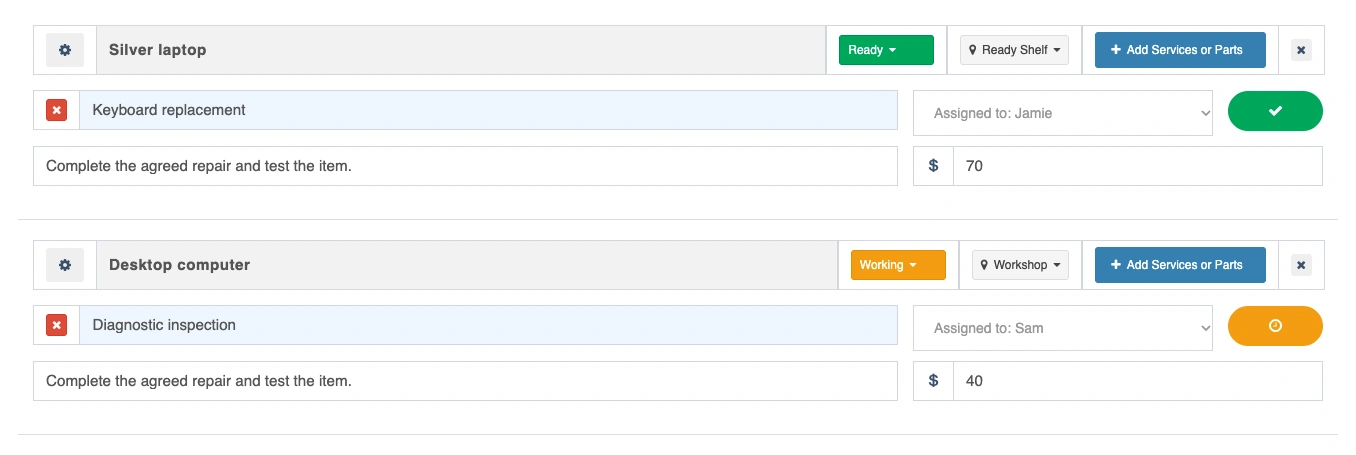 Silver laptop
Ready
Ready Shelf
+ Add Services or Parts
Keyboard replacement
Assigned to: Jamie
Complete the agreed repair and test the item.
$ 70
Desktop computer
Working
Workshop
+ Add Services or Parts
Diagnostic inspection
Assigned to: Sam
Complete the agreed repair and test the item.
$ 40